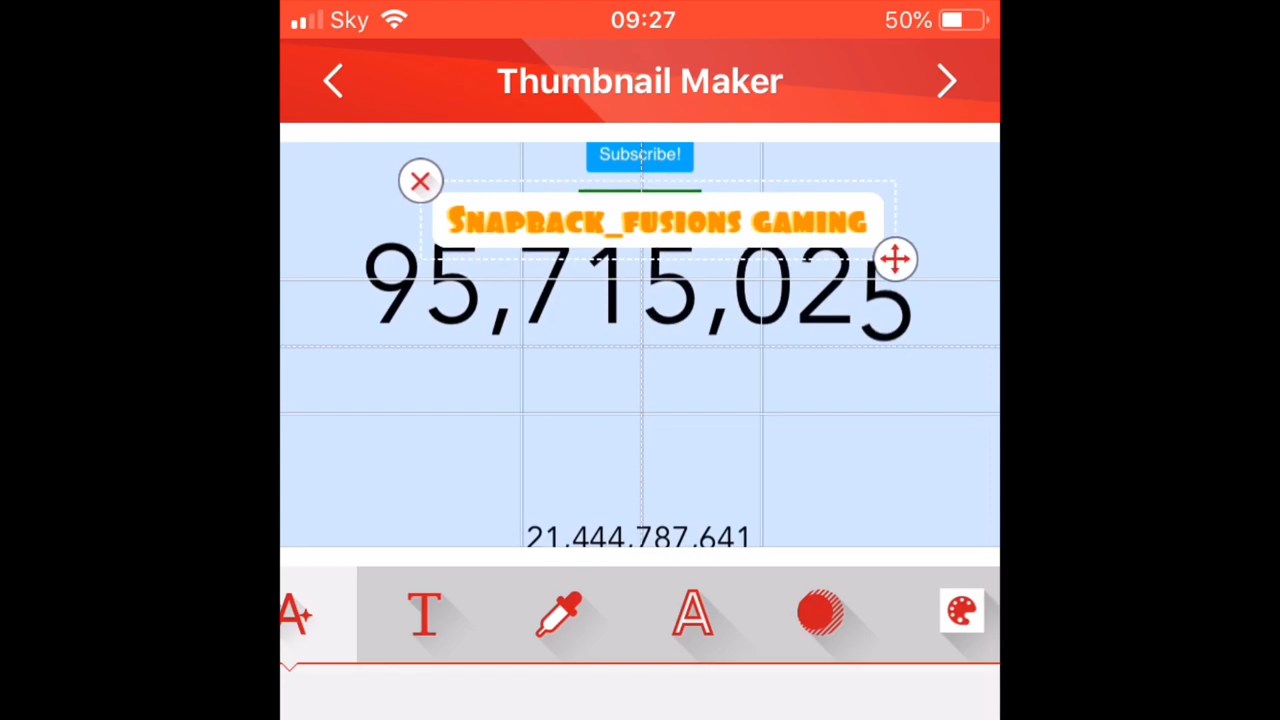 Sky 09:27 50%
Thumbnail Maker
Subscribe!
Snapback_fusions gaming
95,715,025
21,444,787,641